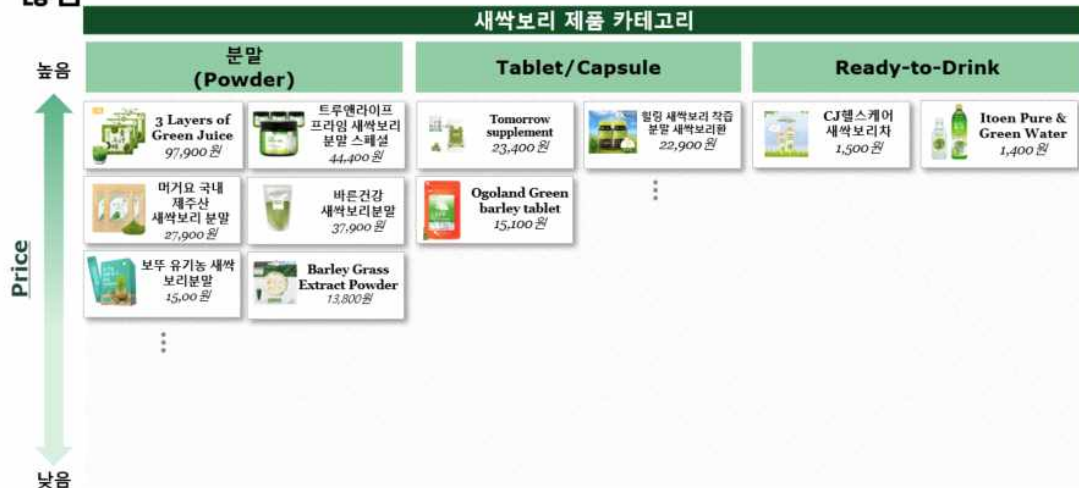 새싹보리 제품 카테고리
높음
분말
(Powder)
Tablet/Capsule
Ready-to-Drink
3 Layers of
Green Juice
97,900원
트루앤라이프
프라임 새싹보리
분말 스페셜
44,400원
Tomorrow
supplement
23,400원
힐링 새싹보리 착즙
분말 새싹보리환
22,900원
CJ헬스케어
새싹보리차
1,500원
Itoen Pure &
Green Water
1,400원
머거요 국내
제주산
새싹보리 분말
27,900원
바른건강
새싹보리분말
37,900원
Ogoland Green
barley tablet
15,100원
보뚜 유기농 새싹
보리분말
15,00원
Barley Grass
Extract Powder
13,800원
Price
낮음